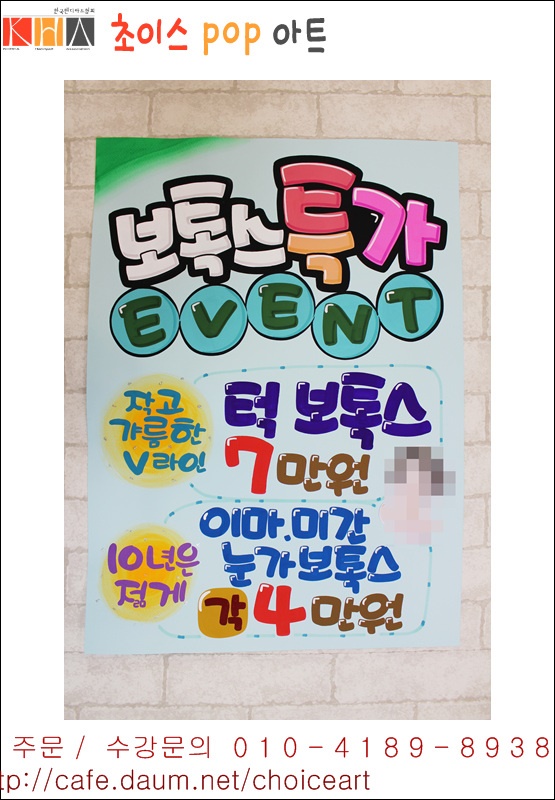 한국핸디아트협회
KHA
초이스 pop 아트
보톡스특가
EVENT
작고
갸름한
V라인
턱 보톡스
7만원
10년은
젊게
이마.미간
눈가보톡스
각 4만원
주문 / 수강문의 010-4189-8938
tp://cafe.daum.net/choiceart